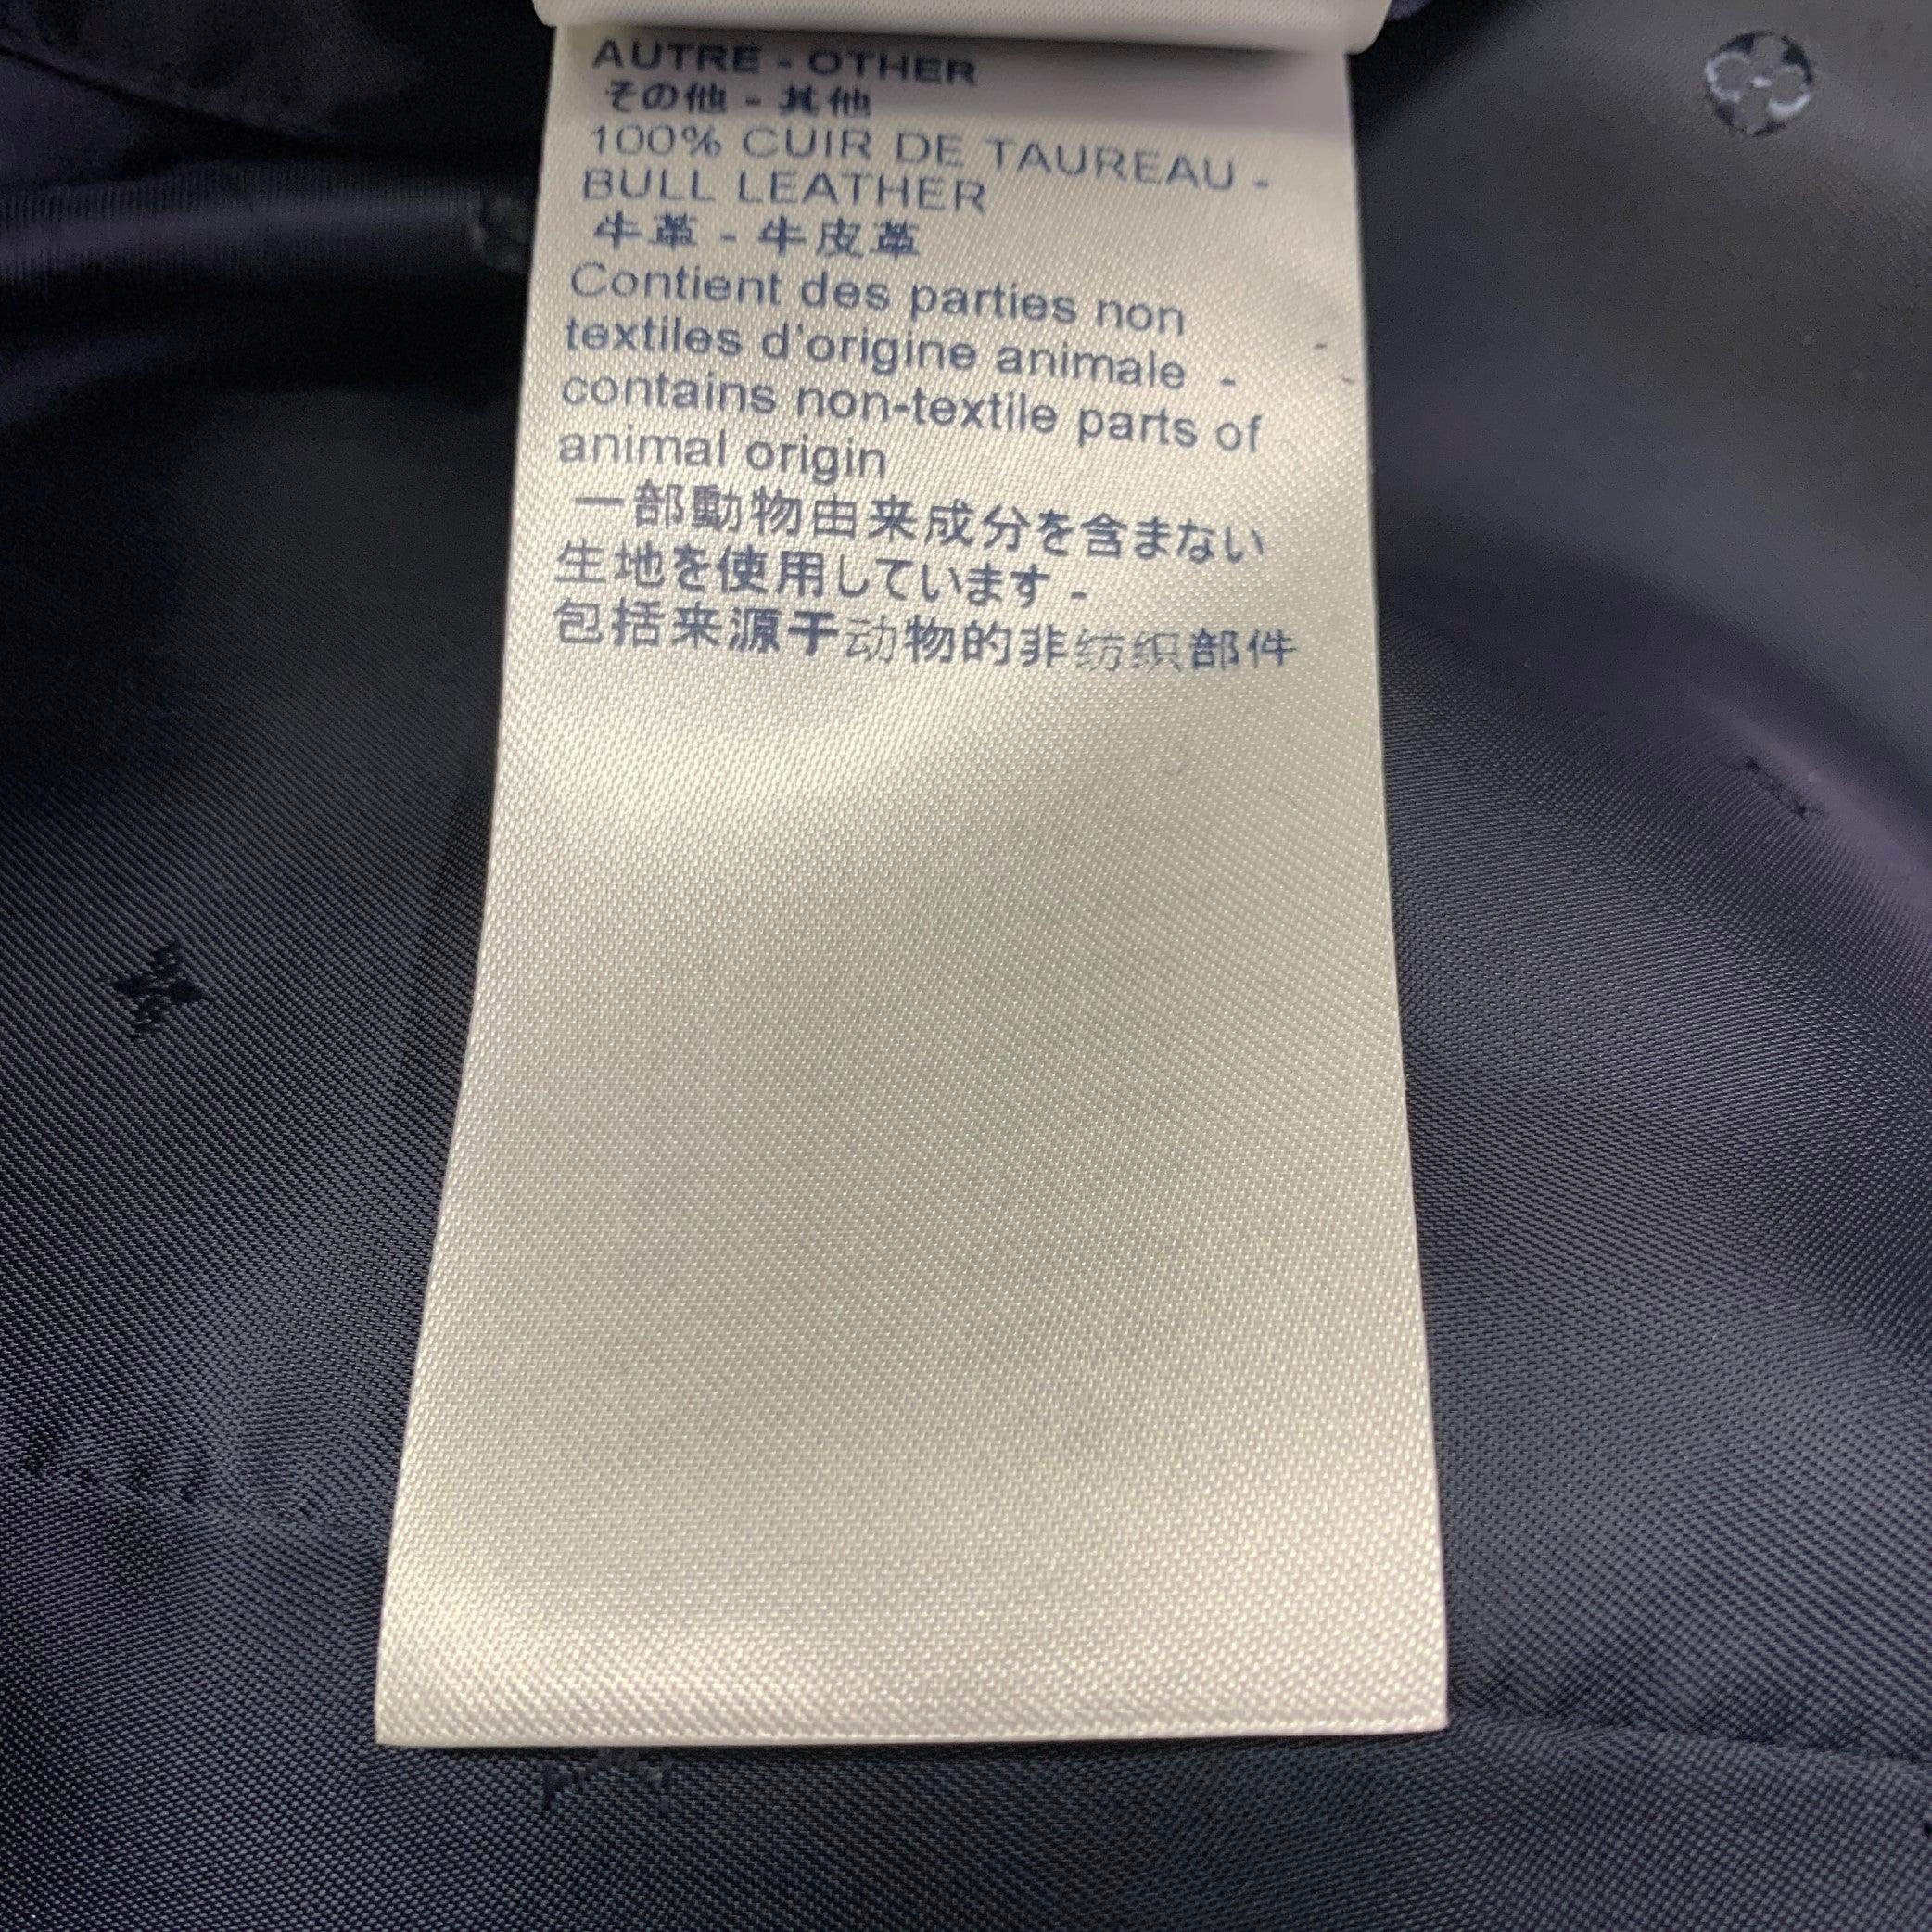 AUTRE - OTHER
その他 - 其他
100% CUIR DE TAUREAU -
BULL LEATHER
牛革 - 牛皮革
Contient des parties non
textiles d'origine animale -
contains non-textile parts of
animal origin
一部動物由来成分を含まない
生地を使用しています -
包括来源于动物的非纺织部件